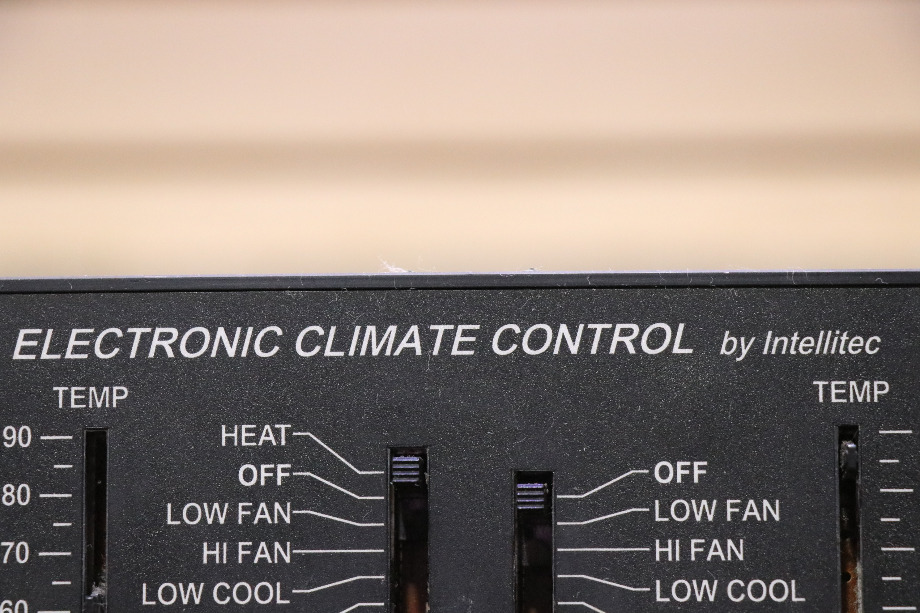 ELECTRONIC CLIMATE CONTROL by Intellitec
TEMP
TEMP
90
80
70
60
HEAT
OFF
LOW FAN
HI FAN
LOW COOL
OFF
LOW FAN
HI FAN
LOW COOL